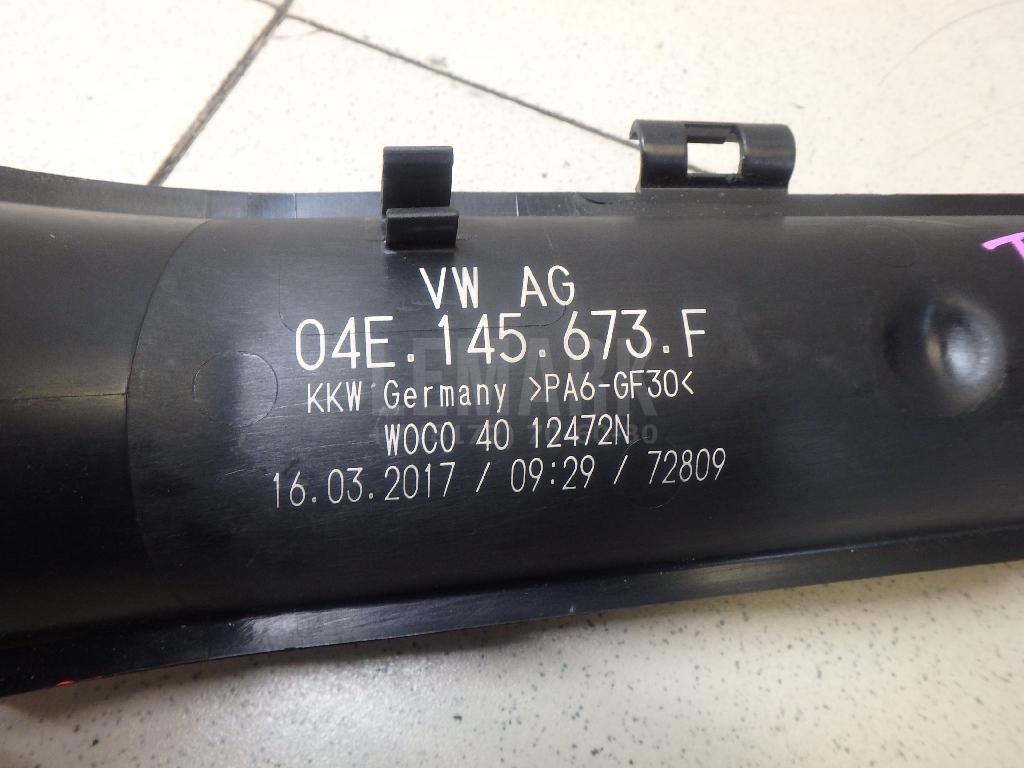 VW AG
04E.145.673.F
KKW Germany >PA6-GF30<
WOCO 40 12472N
16.03.2017 / 09:29 / 72809